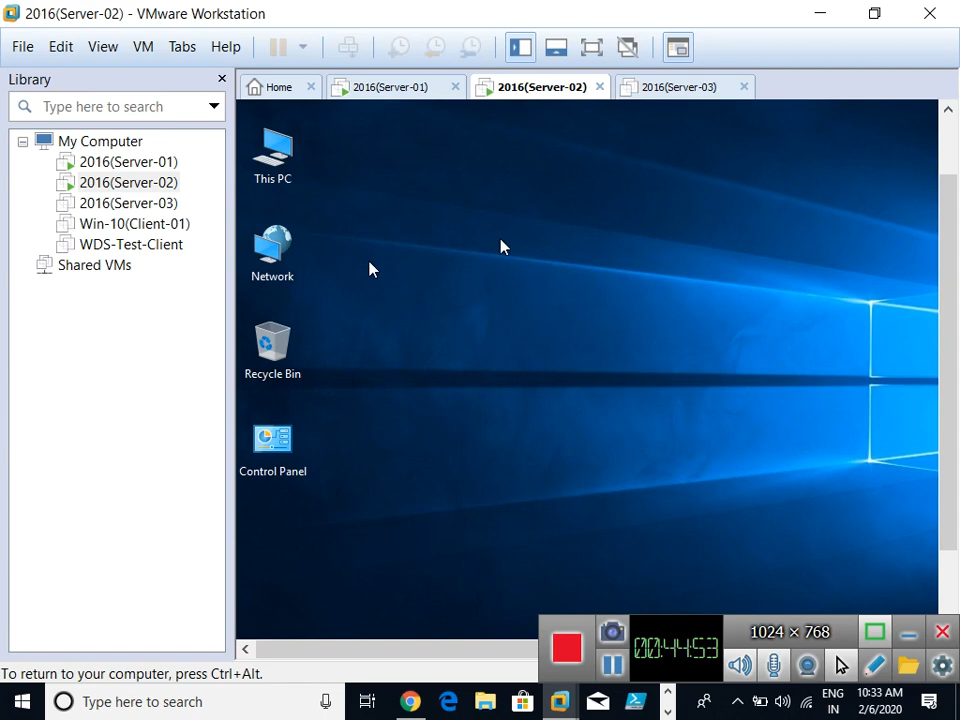 2016(Server-02) - VMware Workstation
File Edit View VM Tabs Help
Library
Type here to search
My Computer
2016(Server-01)
2016(Server-02)
2016(Server-03)
Win-10(Client-01)
WDS-Test-Client
Shared VMs
Home 2016(Server-01) 2016(Server-02) 2016(Server-03)
This PC
Network
Recycle Bin
Control Panel
To return to your computer, press Ctrl+Alt.
00:44:53
1024 × 768
Type here to search
ENG
IN
10:33 AM
2/6/2020